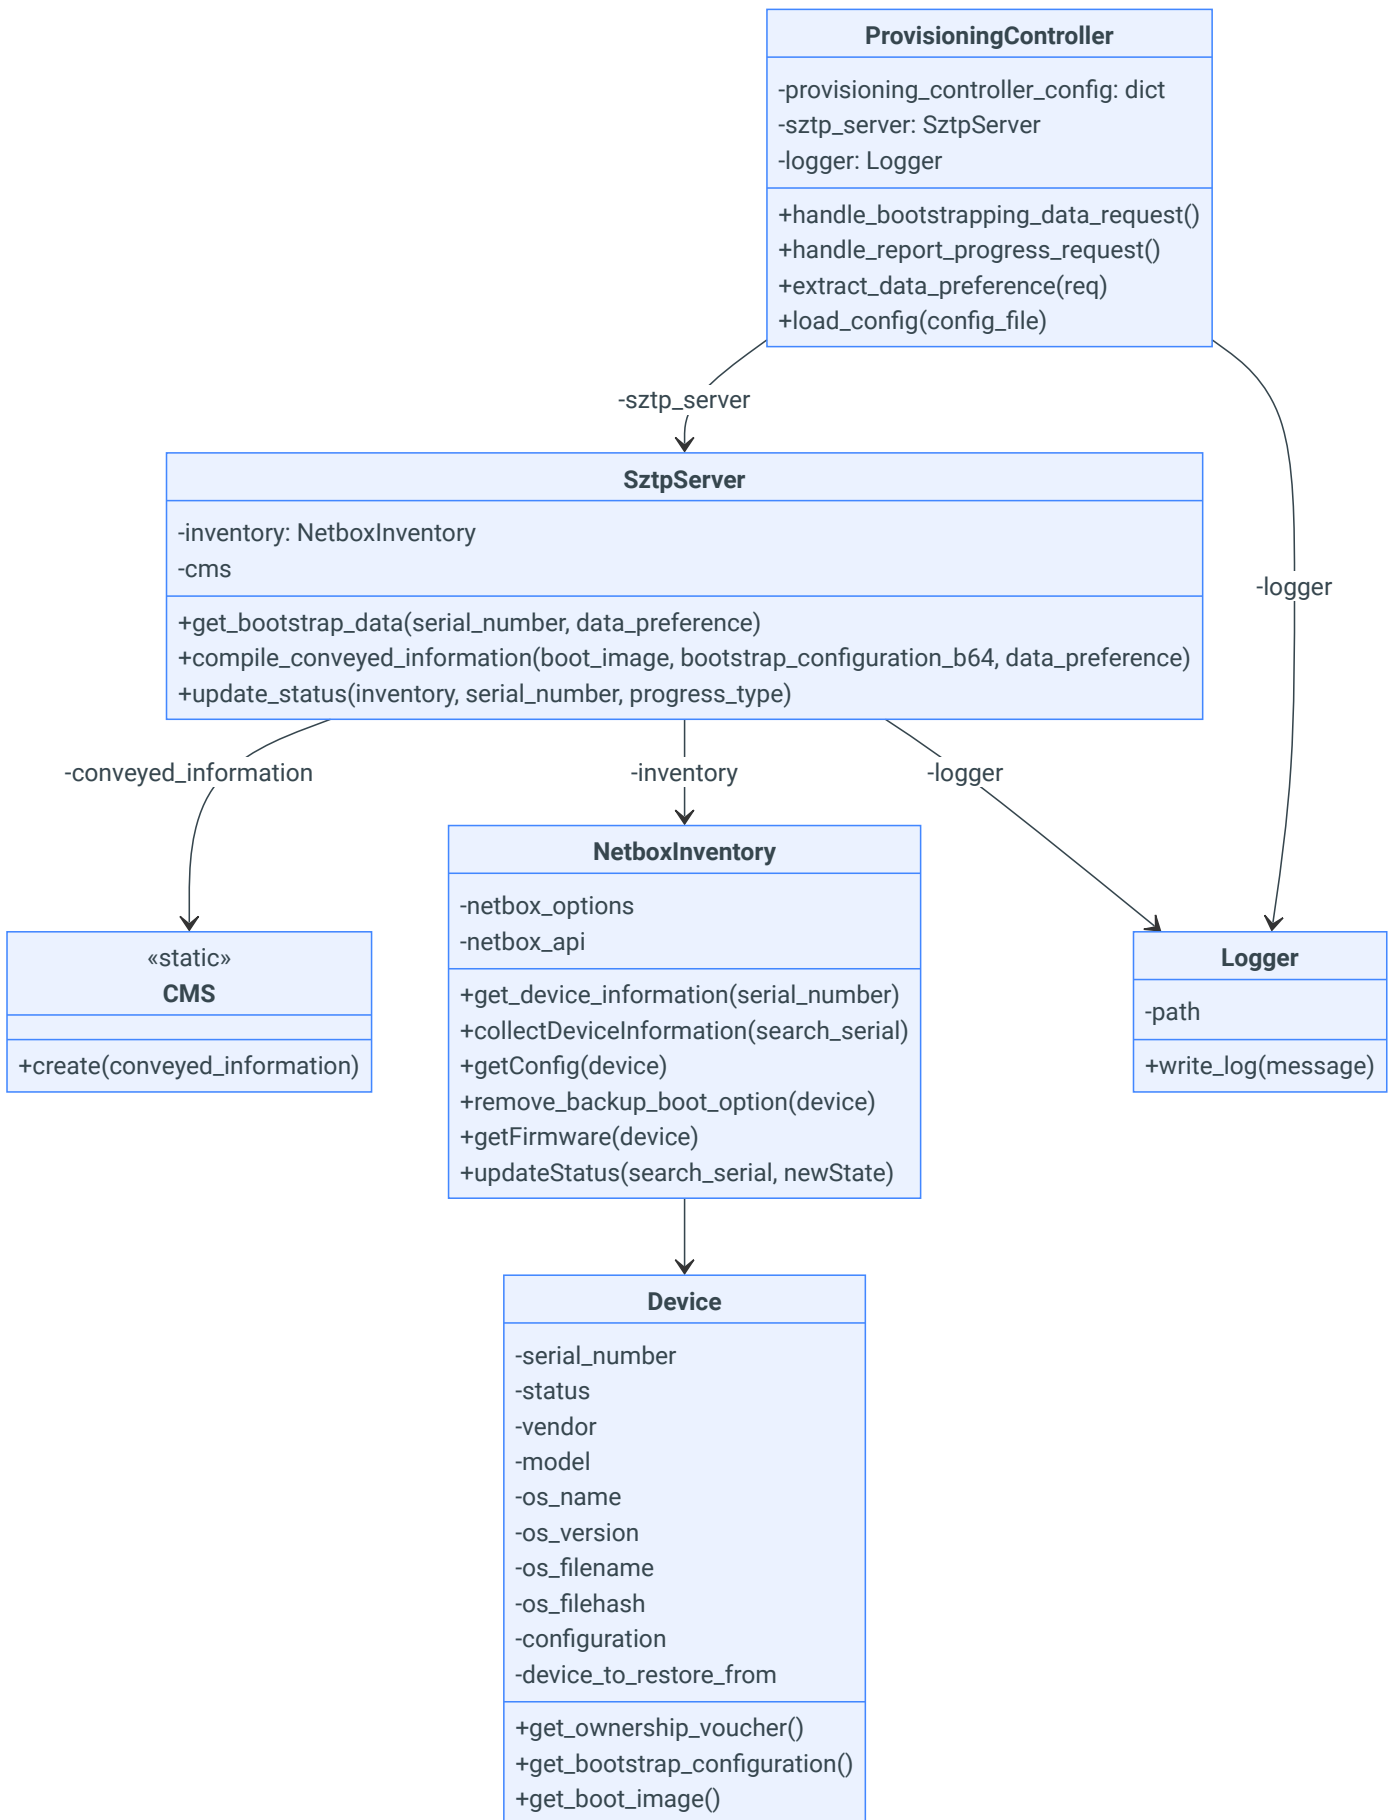 ProvisioningController
-provisioning_controller_config: dict
-sztp_server: SztpServer
-logger: Logger
+handle_bootstrapping_data_request()
+handle_report_progress_request()
+extract_data_preference(req)
+load_config(config_file)
-sztp_server
SztpServer
-inventory: NetboxInventory
-cms
+get_bootstrap_data(serial_number, data_preference)
+compile_conveyed_information(boot_image, bootstrap_configuration_b64, data_preference)
+update_status(inventory, serial_number, progress_type)
-logger
-conveyed_information
-inventory
-logger
«static»
CMS
+create(conveyed_information)
NetboxInventory
-netbox_options
-netbox_api
+get_device_information(serial_number)
+collectDeviceInformation(search_serial)
+getConfig(device)
+remove_backup_boot_option(device)
+getFirmware(device)
+updateStatus(search_serial, newState)
Logger
-path
+write_log(message)
Device
-serial_number
-status
-vendor
-model
-os_name
-os_version
-os_filename
-os_filehash
-configuration
-device_to_restore_from
+get_ownership_voucher()
+get_bootstrap_configuration()
+get_boot_image()